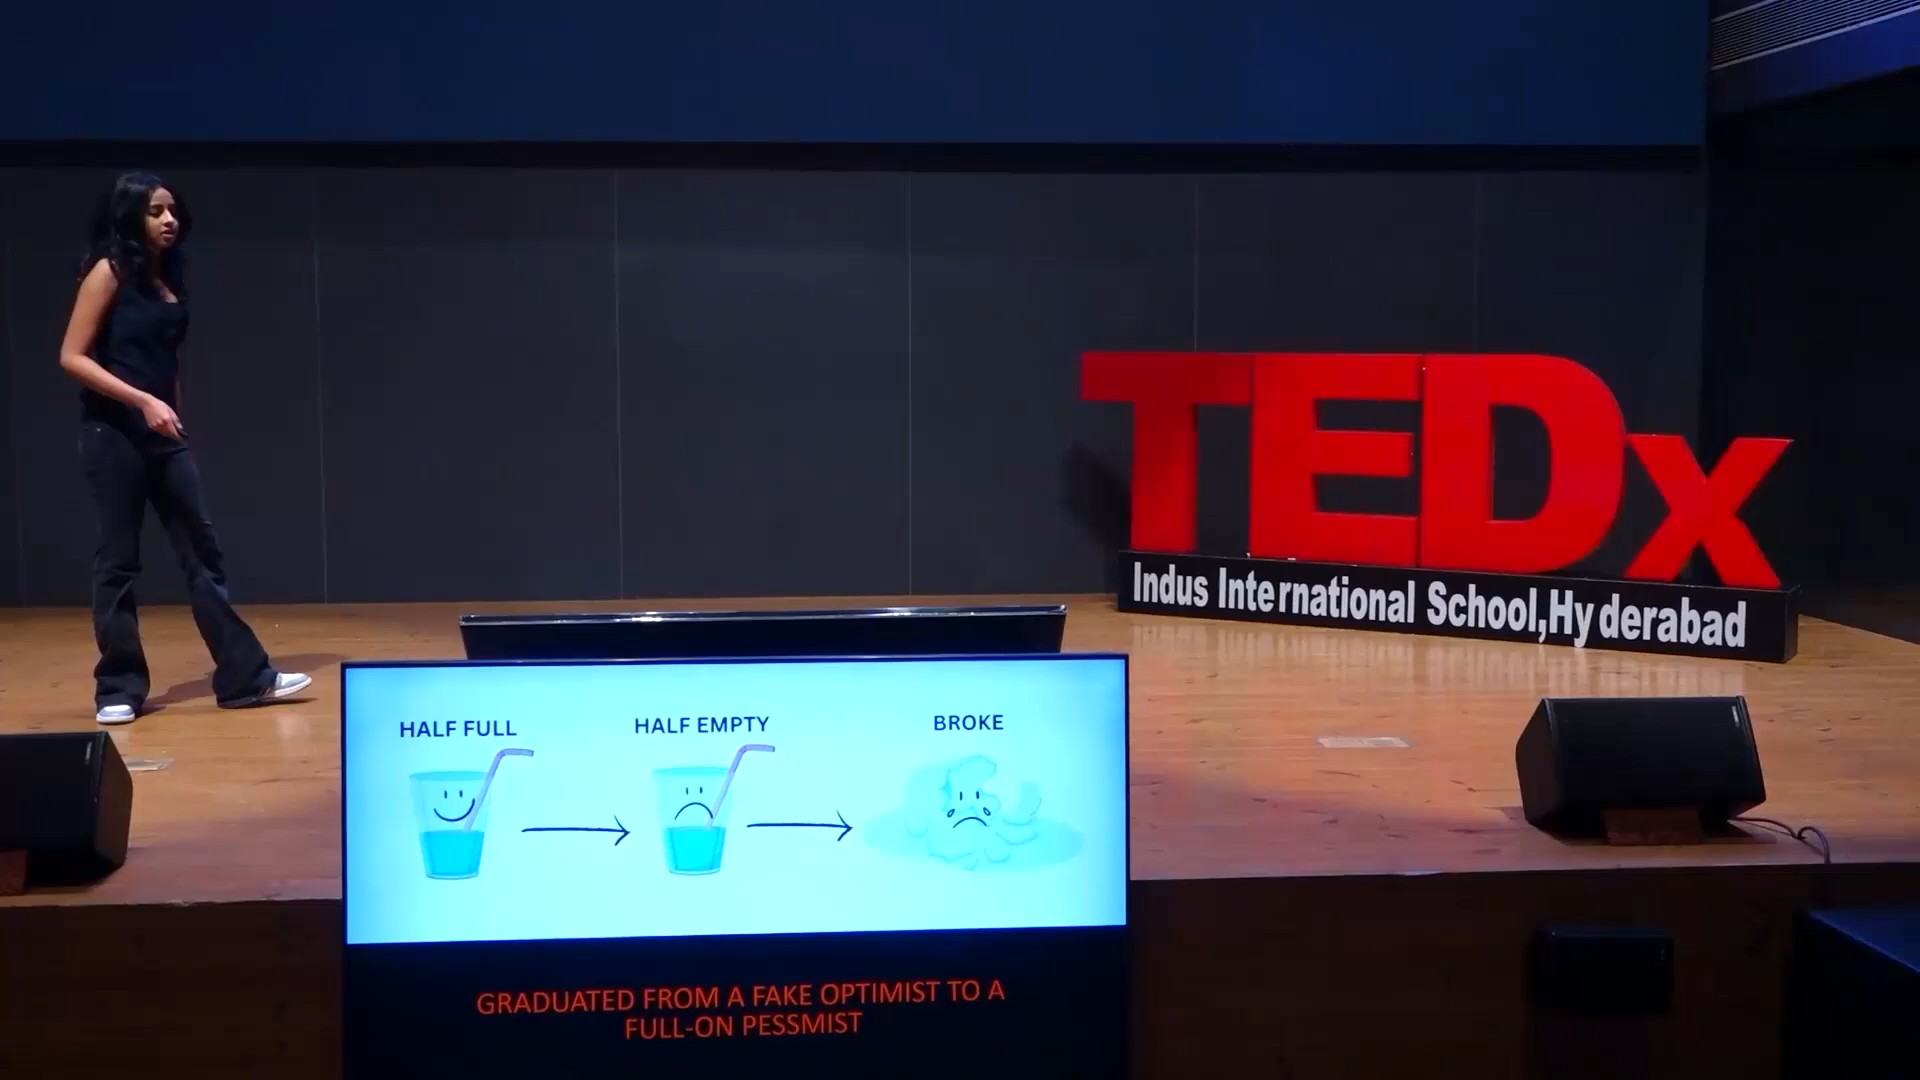 TEDx
Indus International School,Hyderabad
HALF FULL
HALF EMPTY
BROKE
GRADUATED FROM A FAKE OPTIMIST TO A
FULL-ON PESSMIST